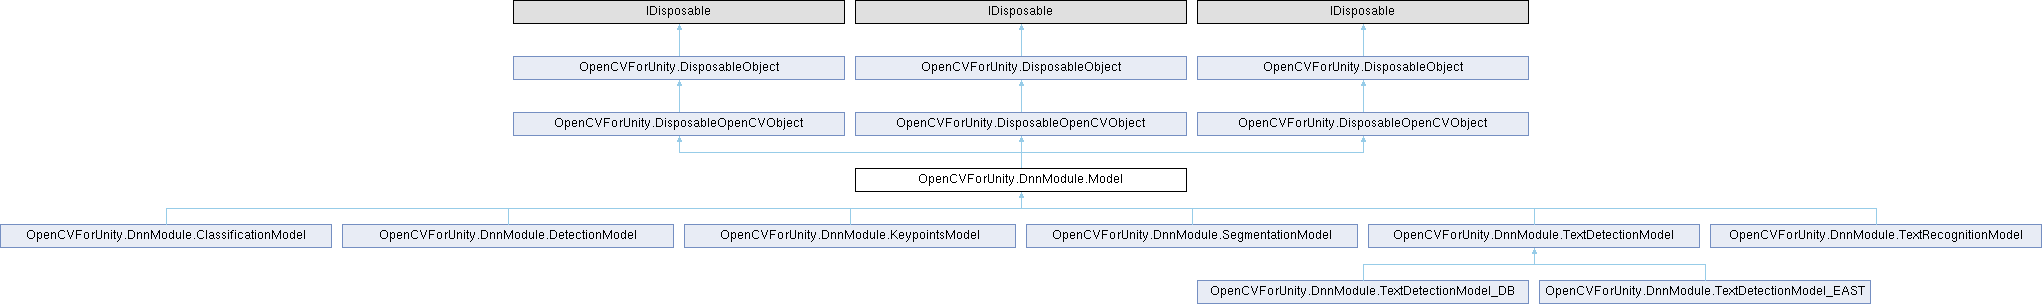 IDisposable IDisposable IDisposable
OpenCVForUnity.DisposableObject OpenCVForUnity.DisposableObject OpenCVForUnity.DisposableObject
OpenCVForUnity.DisposableOpenCVObject OpenCVForUnity.DisposableOpenCVObject OpenCVForUnity.DisposableOpenCVObject
OpenCVForUnity.DnnModule.Model
OpenCVForUnity.DnnModule.ClassificationModel OpenCVForUnity.DnnModule.DetectionModel OpenCVForUnity.DnnModule.KeypointsModel OpenCVForUnity.DnnModule.SegmentationModel OpenCVForUnity.DnnModule.TextDetectionModel OpenCVForUnity.DnnModule.TextRecognitionModel
OpenCVForUnity.DnnModule.TextDetectionModel_DB OpenCVForUnity.DnnModule.TextDetectionModel_EAST